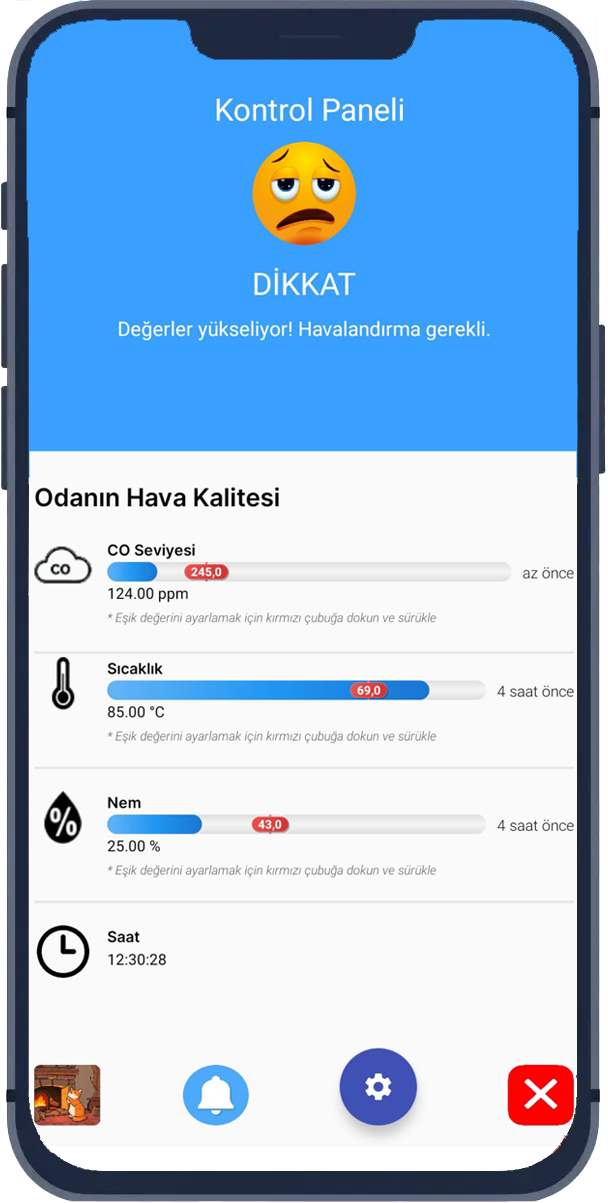 Kontrol Paneli
DİKKAT
Değerler yükseliyor! Havalandırma gerekli.
Odanın Hava Kalitesi
CO
CO Seviyesi
245,0
az önce
124.00 ppm
* Eşik değerini ayarlamak için kırmızı çubuğa dokun ve sürükle
Sıcaklık
69,0
4 saat önce
85.00 °C
* Eşik değerini ayarlamak için kırmızı çubuğa dokun ve sürükle
%
Nem
43,0
4 saat önce
25.00 %
* Eşik değerini ayarlamak için kırmızı çubuğa dokun ve sürükle
Saat
12:30:28